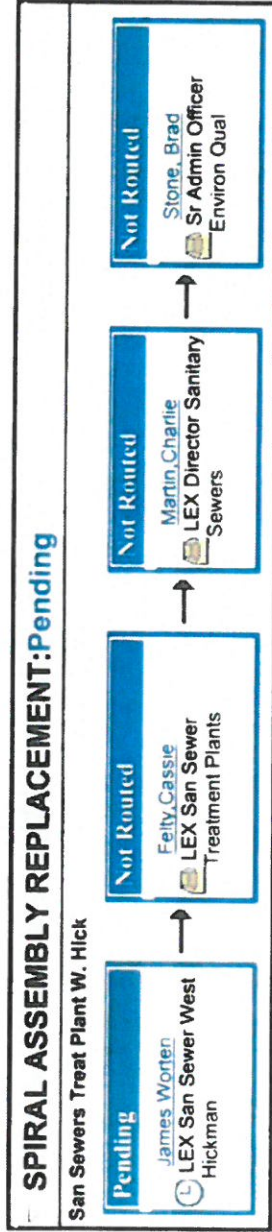 SPIRAL ASSEMBLY REPLACEMENT:Pending
San Sewers Treat Plant W. Hick
Pending
James Worten
LEX San Sewer West
Hickman
Not Routed
Felty,Cassie
LEX San Sewer
Treatment Plants
Not Routed
Martin,Charlie
LEX Director Sanitary
Sewers
Not Routed
Stone, Brad
Sr Admin Officer
Environ Qual